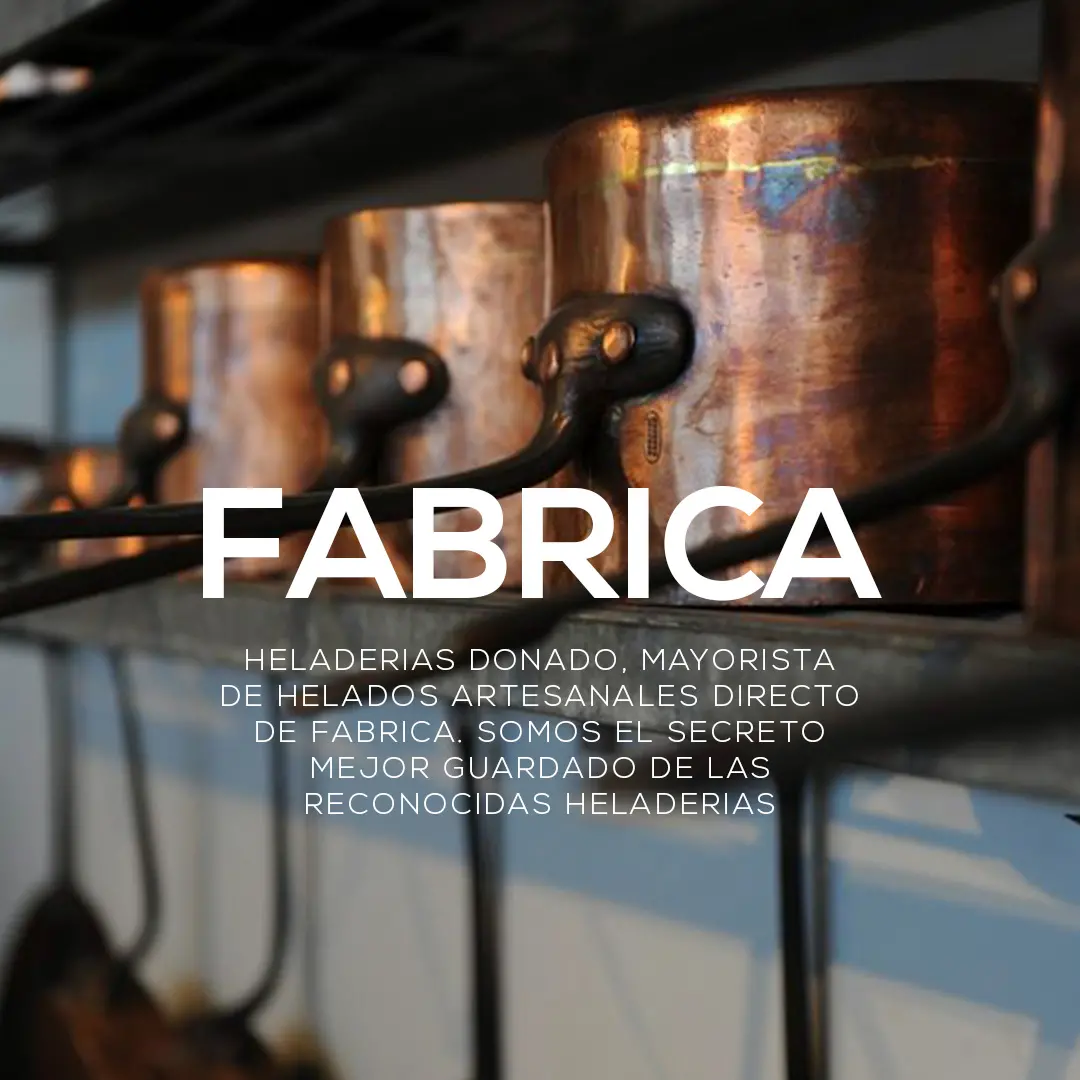 FABRICA
HELADERIAS DONADO, MAYORISTA
DE HELADOS ARTESANALES DIRECTO
DE FABRICA. SOMOS EL SECRETO
MEJOR GUARDADO DE LAS
RECONOCIDAS HELADERIAS